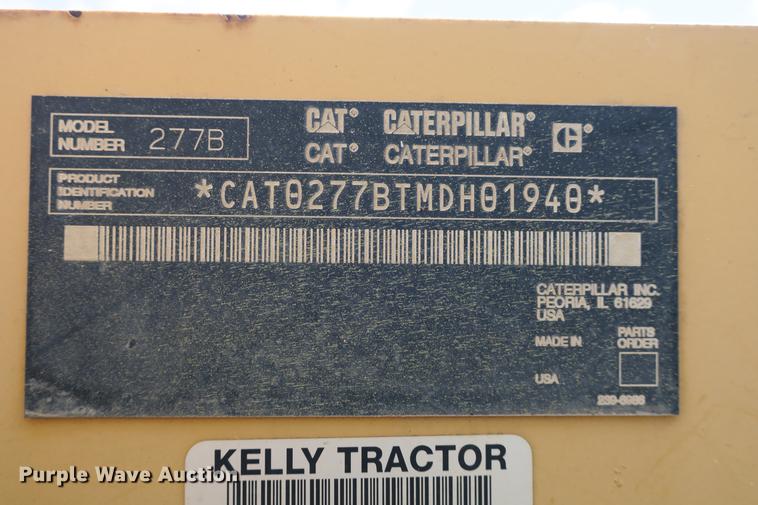 MODEL NUMBER 277B
CAT® CATERPILLAR® C®
CAT® CATERPILLAR®
PRODUCT IDENTIFICATION NUMBER *CAT0277BTMDH01940*
CATERPILLAR INC.
PEORIA, IL 61629
USA
MADE IN
PARTS ORDER
USA
KELLY TRACTOR
Purple Wave Auction